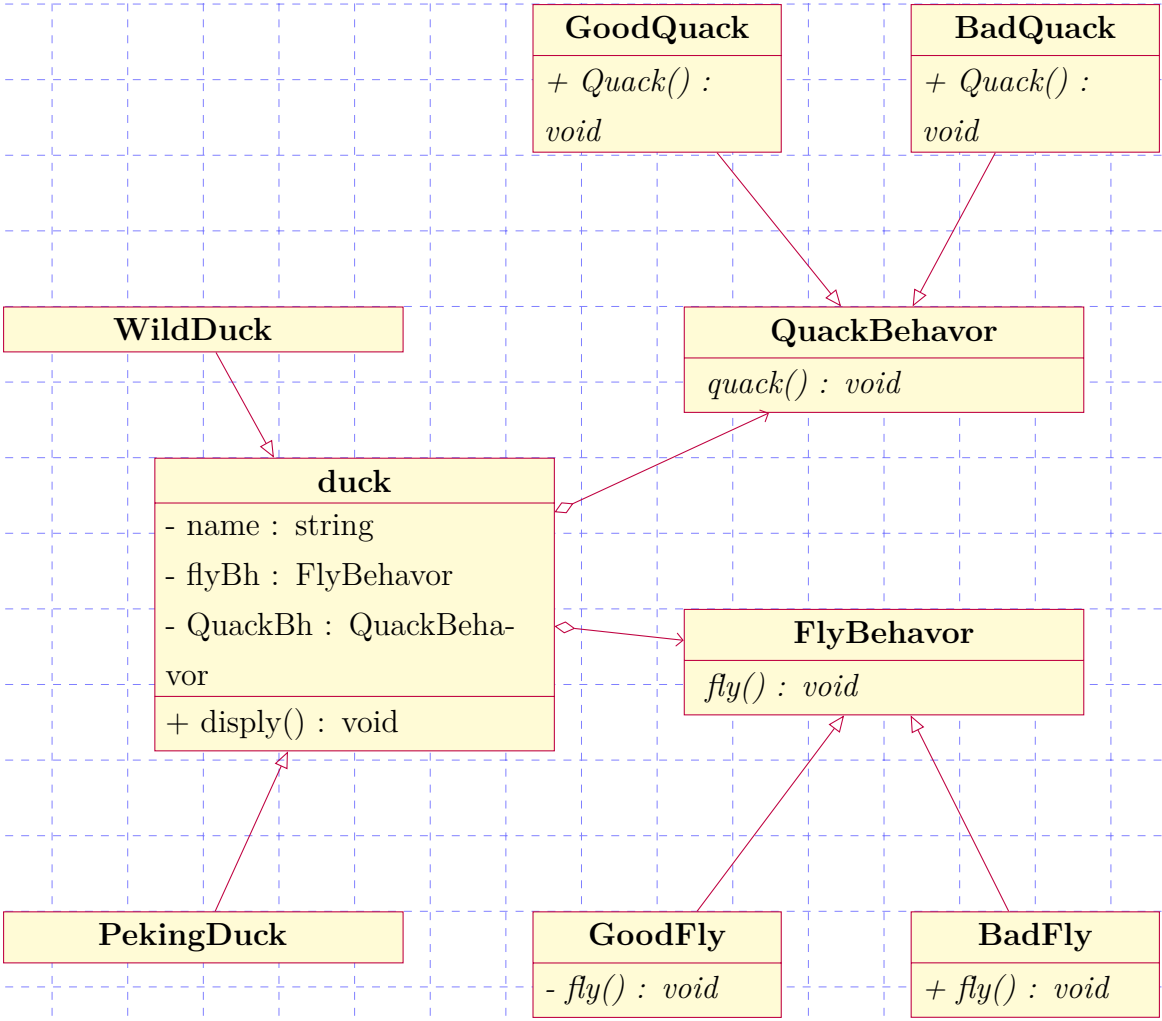 GoodQuack
+ Quack() :
void
BadQuack
+ Quack() :
void
WildDuck
QuackBehavor
quack() : void
duck
- name : string
- flyBh : FlyBehavor
- QuackBh : QuackBeha-
vor
+ disply() : void
FlyBehavor
fly() : void
PekingDuck
GoodFly
- fly() : void
BadFly
+ fly() : void